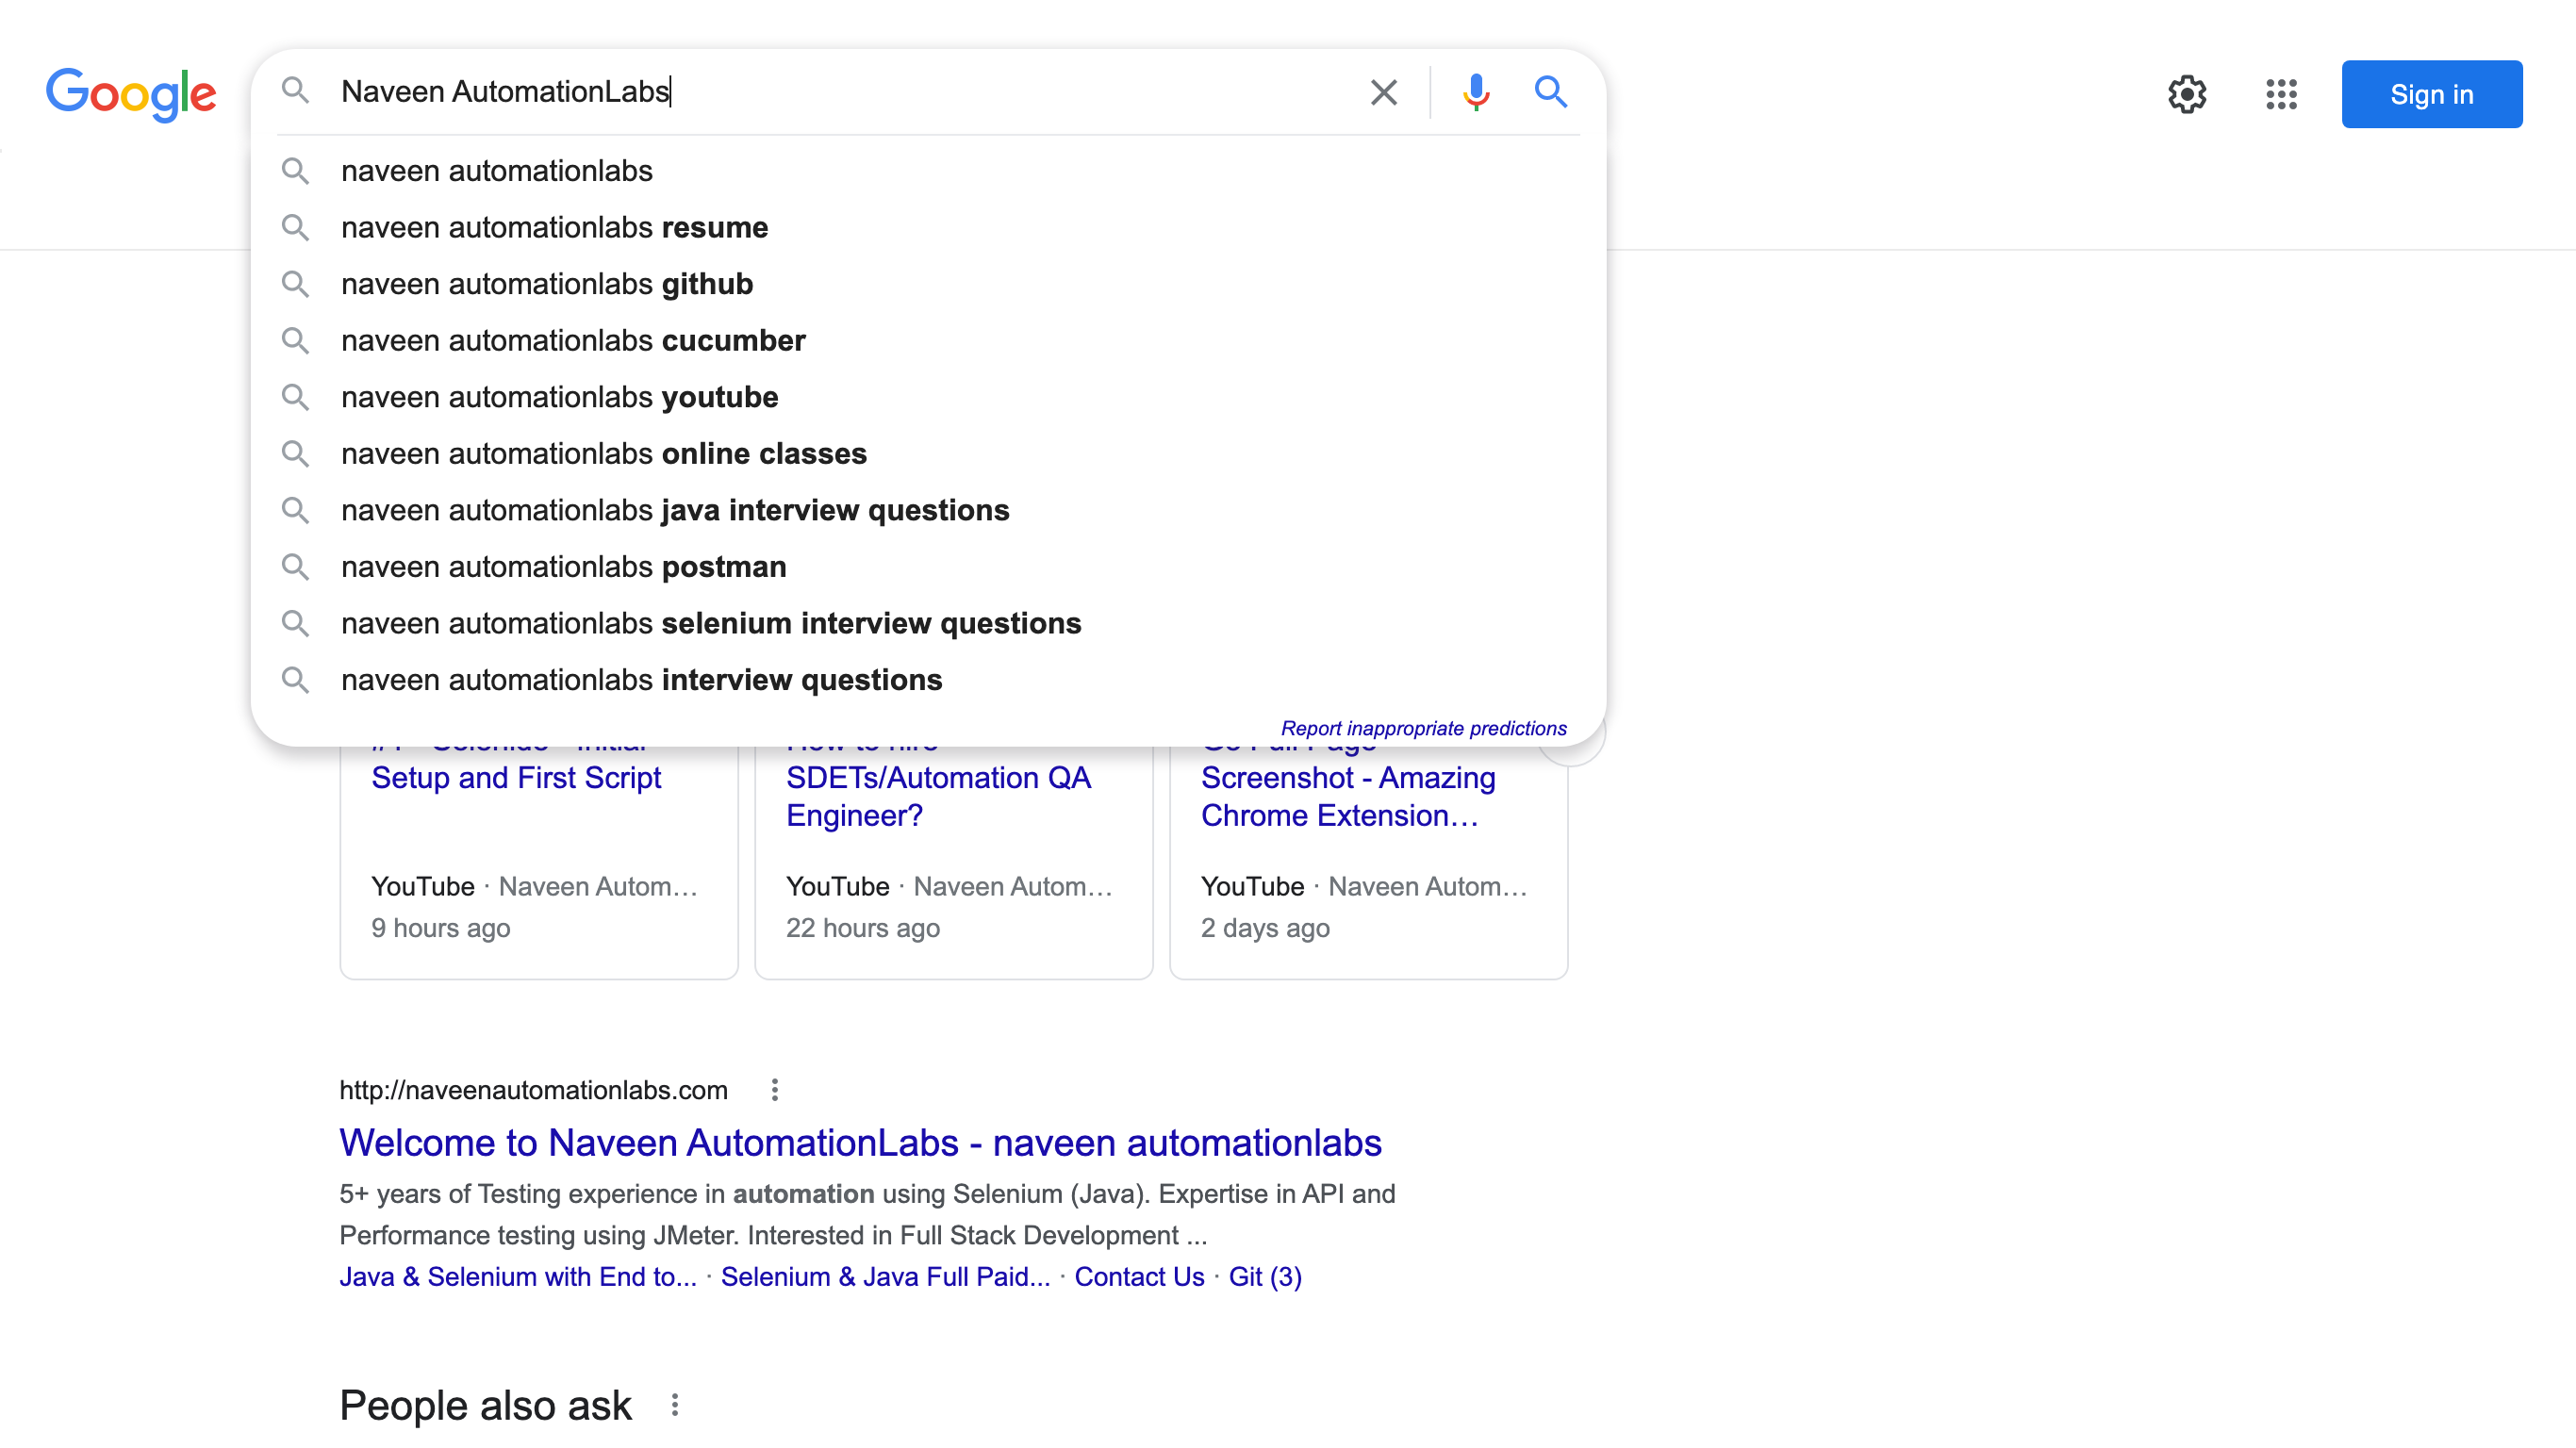 Google
Naveen AutomationLabs
Sign in
naveen automationlabs
naveen automationlabs resume
naveen automationlabs github
naveen automationlabs cucumber
naveen automationlabs youtube
naveen automationlabs online classes
naveen automationlabs java interview questions
naveen automationlabs postman
naveen automationlabs selenium interview questions
naveen automationlabs interview questions
Report inappropriate predictions
Setup and First Script
YouTube · Naveen Autom…
9 hours ago
How to hire
SDETs/Automation QA
Engineer?
YouTube · Naveen Autom…
22 hours ago
Go Full Page
Screenshot - Amazing
Chrome Extension…
YouTube · Naveen Autom…
2 days ago
http://naveenautomationlabs.com
Welcome to Naveen AutomationLabs - naveen automationlabs
5+ years of Testing experience in automation using Selenium (Java). Expertise in API and
Performance testing using JMeter. Interested in Full Stack Development ...
Java & Selenium with End to... · Selenium & Java Full Paid... · Contact Us · Git (3)
People also ask